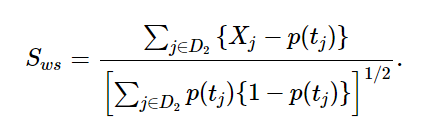 S_{ws} = \frac{\sum_{j \in D_2} \{X_j - p(t_j)\}}{\left[\sum_{j \in D_2} p(t_j)\{1 - p(t_j)\}\right]^{1/2}}.